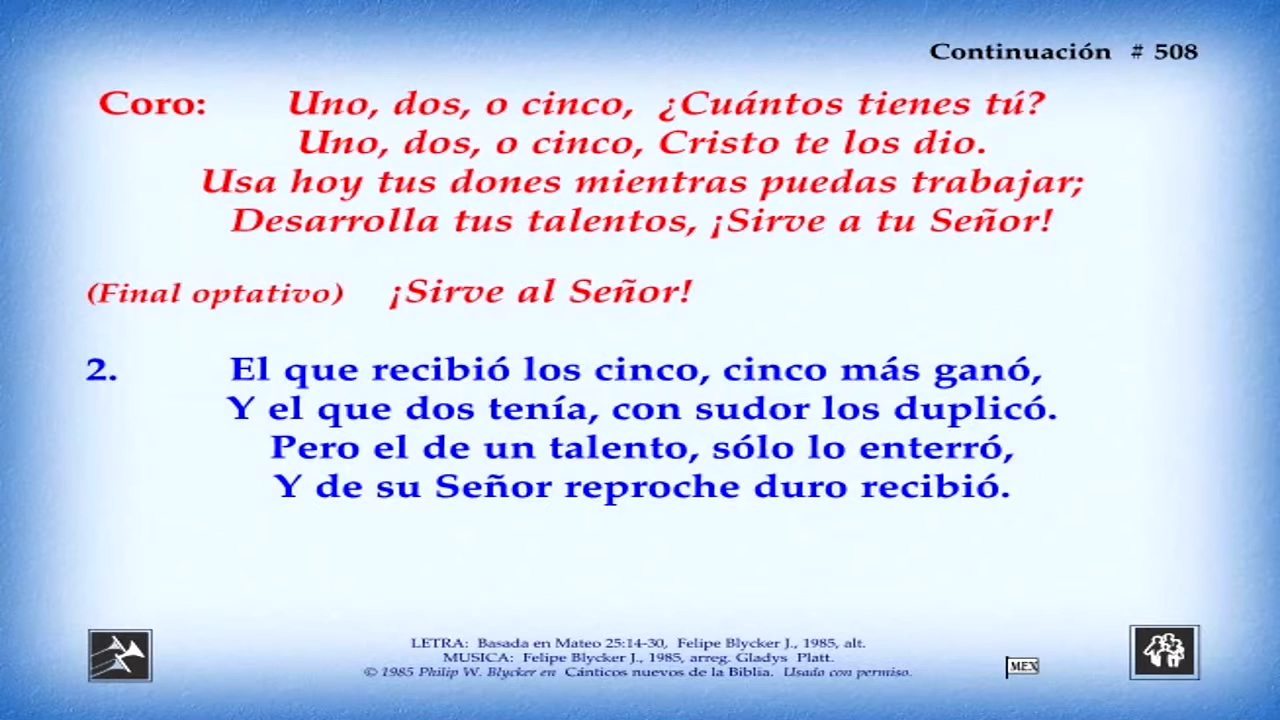 Continuación # 508
Coro: Uno, dos, o cinco, ¿Cuántos tienes tú?
Uno, dos, o cinco, Cristo te los dio.
Usa hoy tus dones mientras puedas trabajar;
Desarrolla tus talentos, ¡Sirve a tu Señor!
(Final optativo) ¡Sirve al Señor!
2. El que recibió los cinco, cinco más ganó,
Y el que dos tenía, con sudor los duplicó.
Pero el de un talento, sólo lo enterró,
Y de su Señor reproche duro recibió.
LETRA: Basada en Mateo 25:14-30, Felipe Blycker J., 1985, alt.
MUSICA: Felipe Blycker J., 1985, arreg. Gladys Platt.
© 1985 Philip W. Blycker en Cánticos nuevos de la Biblia. Usado con permiso.
MEX